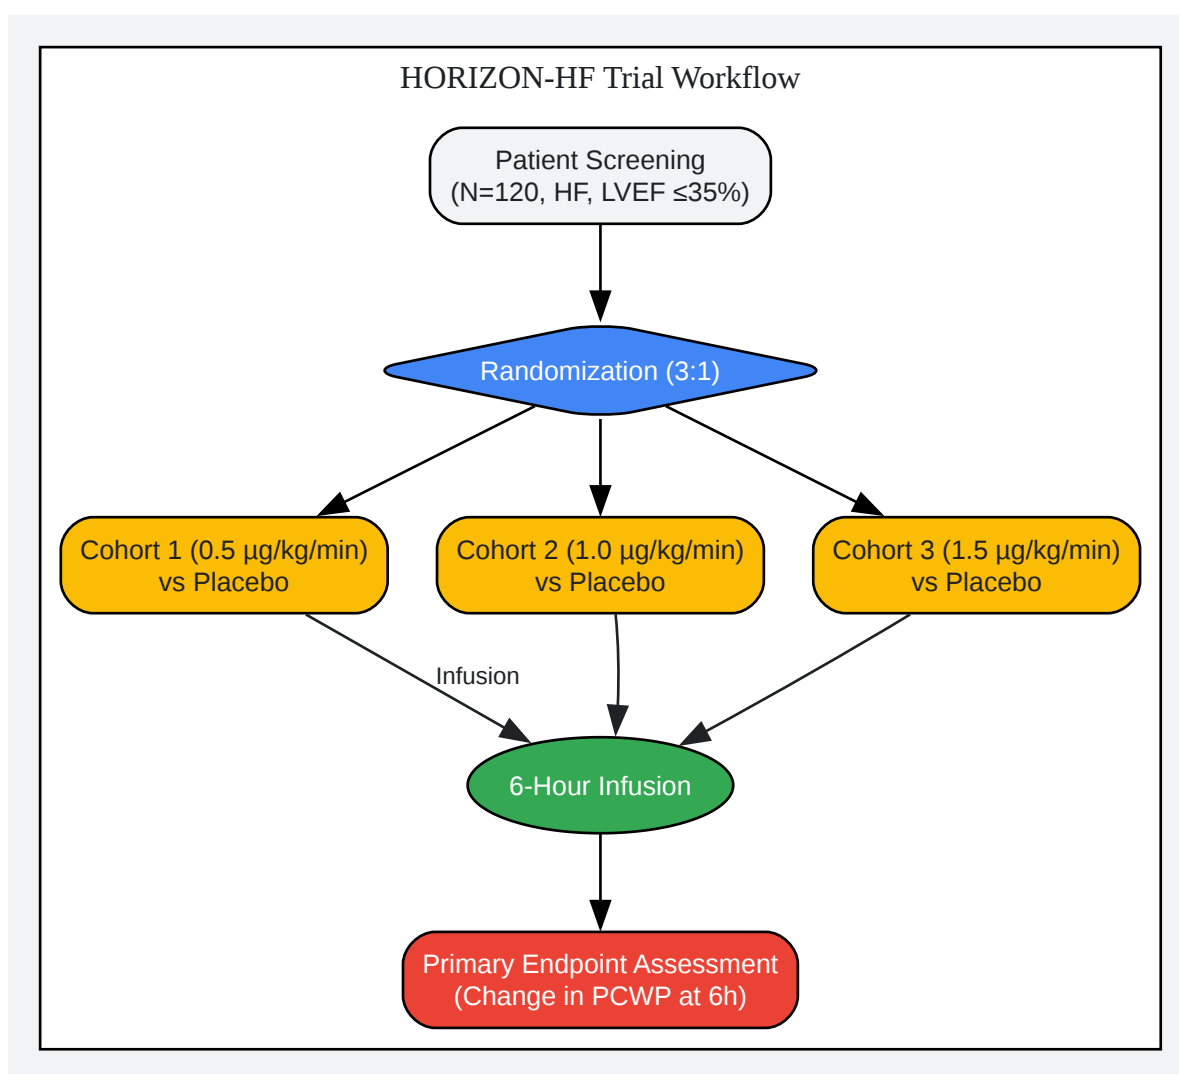 HORIZON-HF Trial Workflow
Patient Screening
(N=120, HF, LVEF ≤35%)
Randomization (3:1)
Cohort 1 (0.5 µg/kg/min)
vs Placebo
Cohort 2 (1.0 µg/kg/min)
vs Placebo
Cohort 3 (1.5 µg/kg/min)
vs Placebo
Infusion
6-Hour Infusion
Primary Endpoint Assessment
(Change in PCWP at 6h)